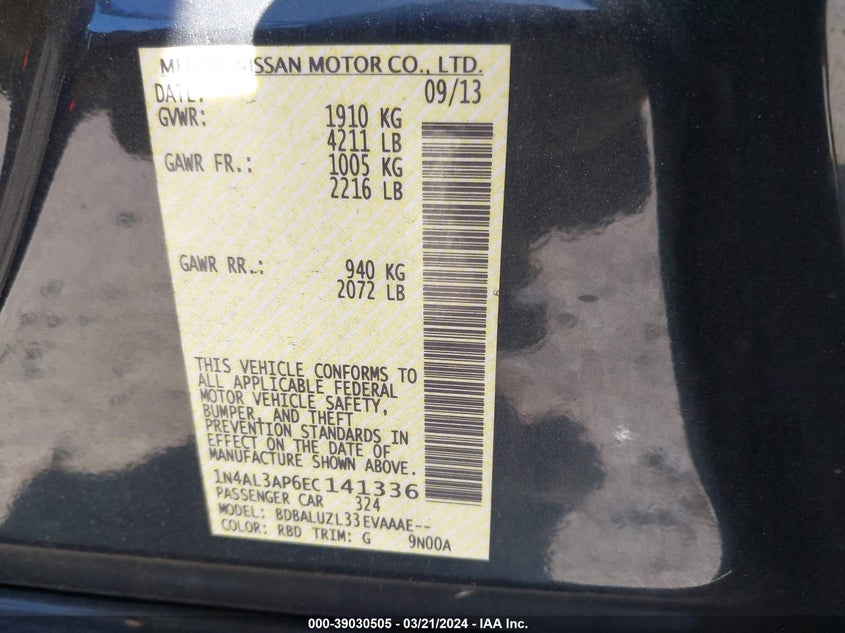 NISSAN MOTOR CO., LTD.
DATE: 09/13
GVWR: 1910 KG
4211 LB
GAWR FR.: 1005 KG
2216 LB
GAWR RR.: 940 KG
2072 LB
THIS VEHICLE CONFORMS TO
ALL APPLICABLE FEDERAL
MOTOR VEHICLE SAFETY,
BUMPER, AND THEFT
PREVENTION STANDARDS IN
EFFECT ON THE DATE OF
MANUFACTURE SHOWN ABOVE.
1N4AL3AP6EC141336
PASSENGER CAR 324
MODEL: BDBALUZL33EVAAAE--
COLOR: RBD TRIM: G 9N00A
000-39030505 - 03/21/2024 - IAA Inc.